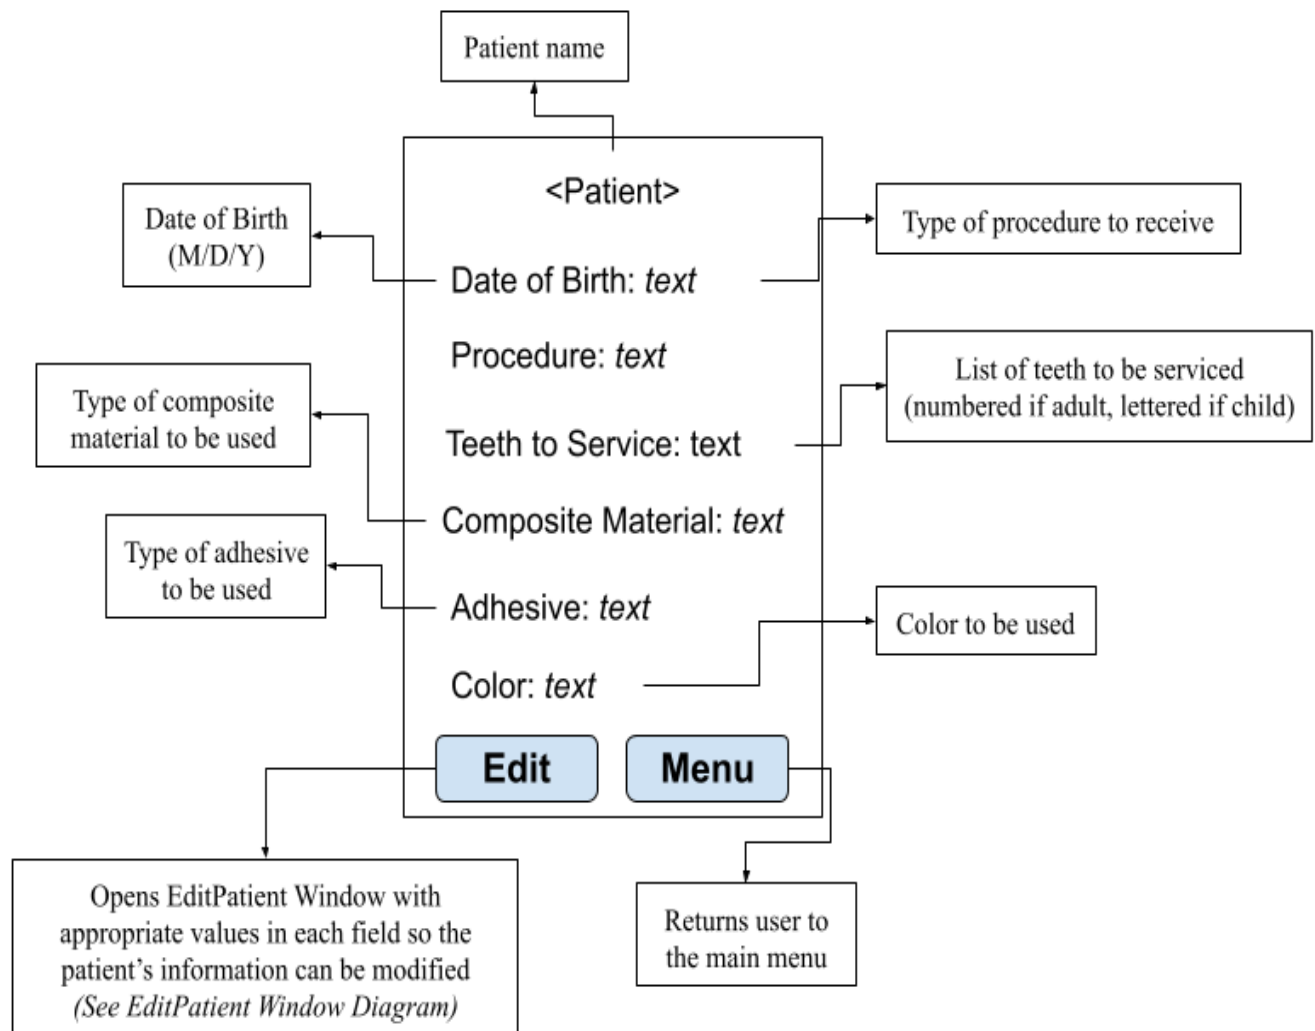 Patient name
<Patient>
Date of Birth
(M/D/Y)
Type of procedure to receive
Date of Birth: text
Procedure: text
List of teeth to be serviced
(numbered if adult, lettered if child)
Type of composite
material to be used
Teeth to Service: text
Composite Material: text
Type of adhesive
to be used
Adhesive: text
Color to be used
Color: text
Edit
Menu
Opens EditPatient Window with
appropriate values in each field so the
patient's information can be modified
(See EditPatient Window Diagram)
Returns user to
the main menu